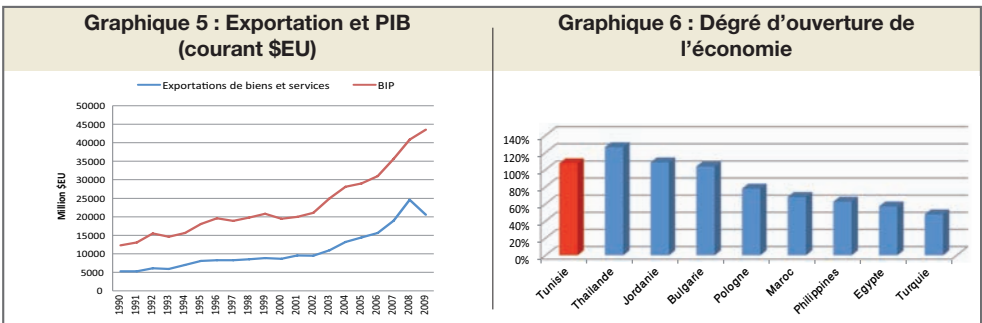 Graphique 5 : Exportation et PIB
(courant $EU)
Exportations de biens et services
BIP
Million $EU
50000
45000
40000
35000
30000
25000
20000
15000
10000
5000
0
1990
1991
1992
1993
1994
1995
1996
1997
1998
1999
2000
2001
2002
2003
2004
2005
2006
2007
2008
2009
Graphique 6 : Dégré d'ouverture de
l'économie
140%
120%
100%
80%
60%
40%
20%
0%
Tunisie
Thaïlande
Jordanie
Bulgarie
Pologne
Maroc
Philippines
Egypte
Turquie